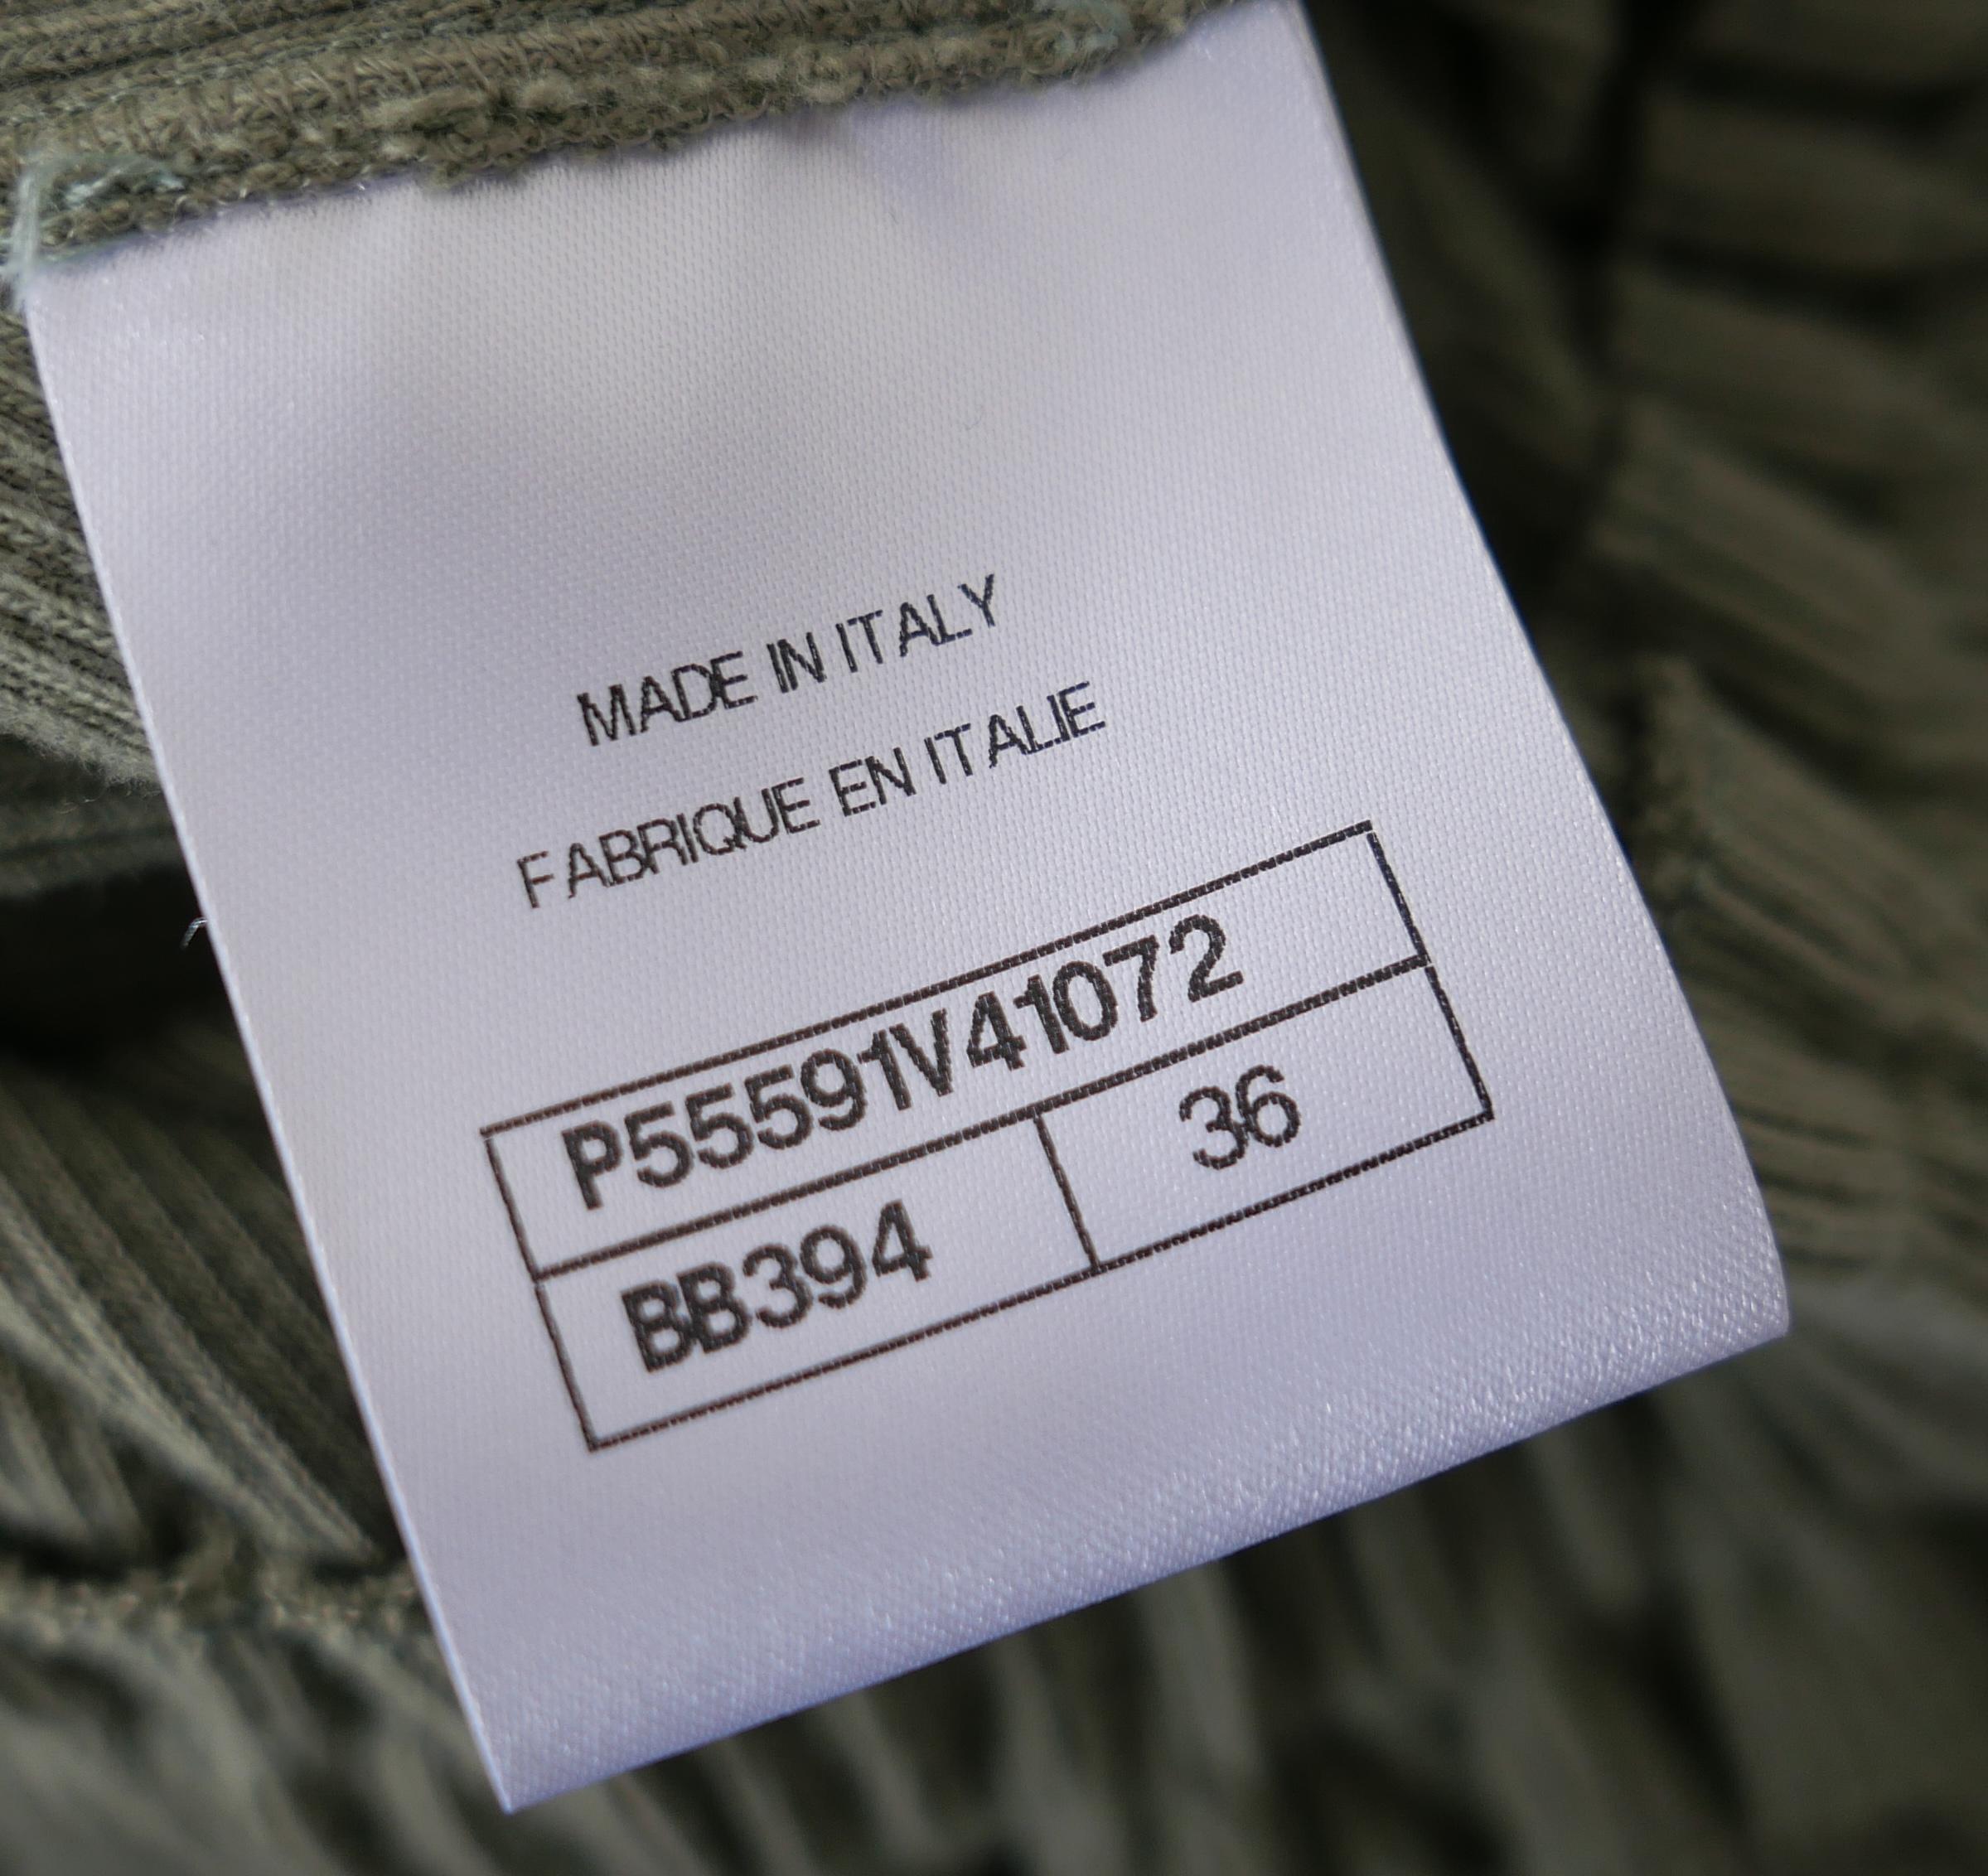 MADE IN ITALY
FABRIQUE EN ITALIE
P55591V41072
BB394 36